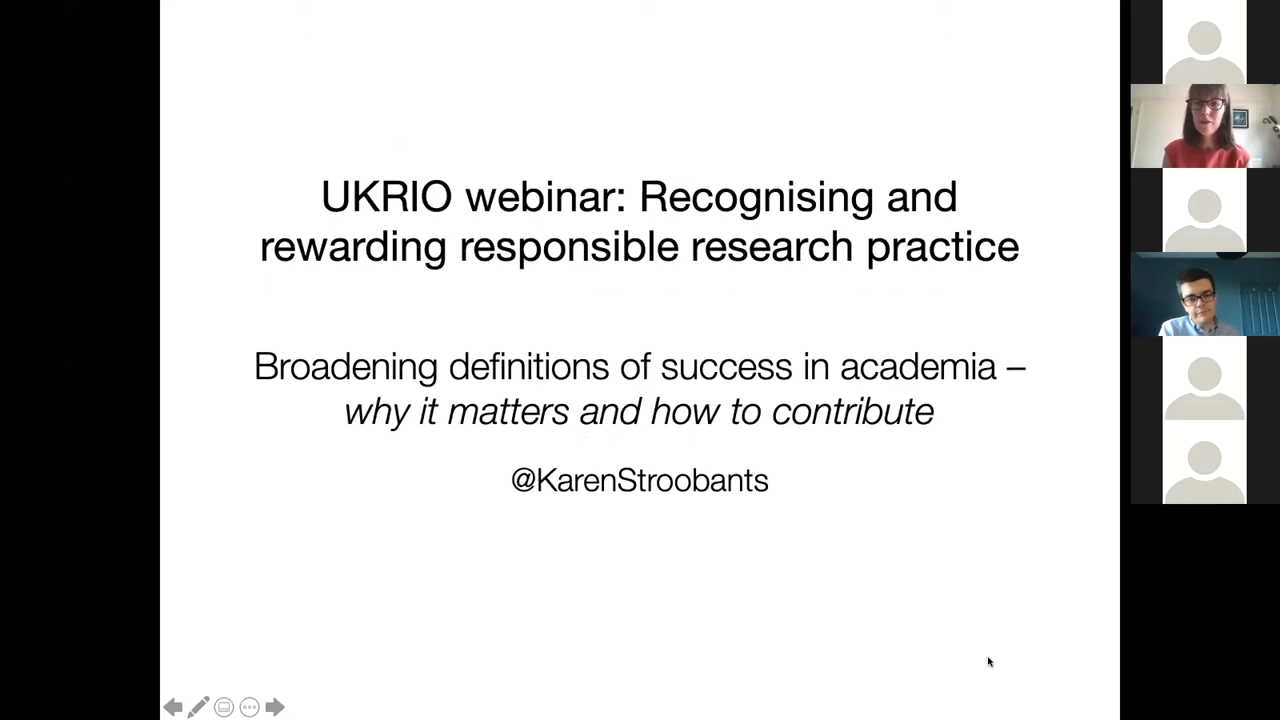 UKRIO webinar: Recognising and
rewarding responsible research practice
Broadening definitions of success in academia –
why it matters and how to contribute
@KarenStroobants